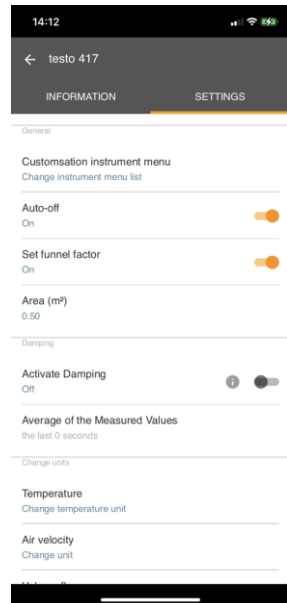 14:12
testo 417
INFORMATION
SETTINGS
General
Customsation instrument menu
Change instrument menu list
Auto-off
On
Set funnel factor
On
Area (m²)
0.50
Damping
Activate Damping
Off
Average of the Measured Values
the last 0 seconds
Change units
Temperature
Change temperature unit
Air velocity
Change unit